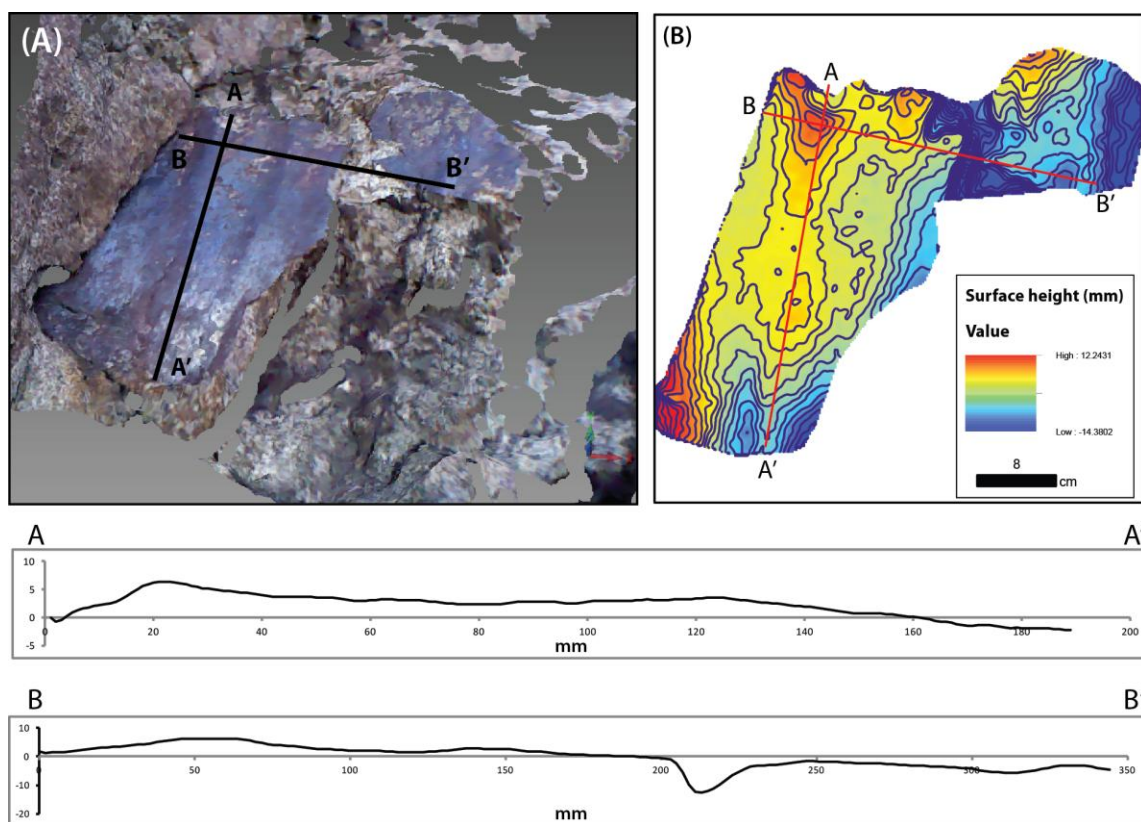 (A)
A
B
B'
A'
(B)
A
B
B'
A'
Surface height (mm)
Value
High : 12.2431
Low : -14.3802
8
cm
A
A'
10
5
0
-5
0
20
40
60
80
100
120
140
160
180
200
mm
B
B'
10
0
-10
-20
0
50
100
150
200
250
300
350
mm